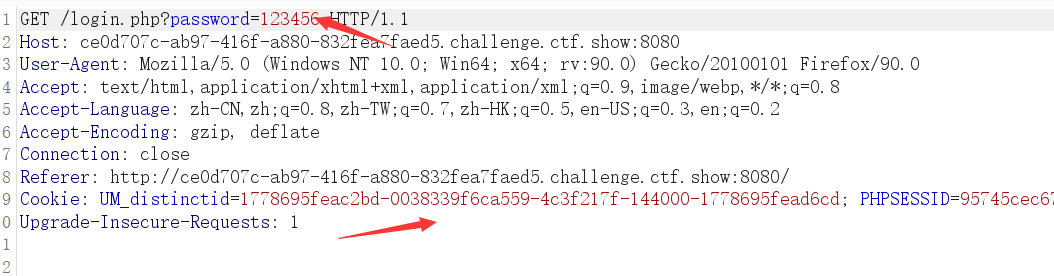 1 GET /login.php?password=123456 HTTP/1.1
2 Host: ce0d707c-ab97-416f-a880-832fea7faed5.challenge.ctf.show:8080
3 User-Agent: Mozilla/5.0 (Windows NT 10.0; Win64; x64; rv:90.0) Gecko/20100101 Firefox/90.0
4 Accept: text/html,application/xhtml+xml,application/xml;q=0.9,image/webp,*/*;q=0.8
5 Accept-Language: zh-CN,zh;q=0.8,zh-TW;q=0.7,zh-HK;q=0.5,en-US;q=0.3,en;q=0.2
6 Accept-Encoding: gzip, deflate
7 Connection: close
8 Referer: http://ce0d707c-ab97-416f-a880-832fea7faed5.challenge.ctf.show:8080/
9 Cookie: UM_distinctid=1778695feac2bd-0038339f6ca559-4c3f217f-144000-1778695fead6cd; PHPSESSID=95745cec67
0 Upgrade-Insecure-Requests: 1
1
2